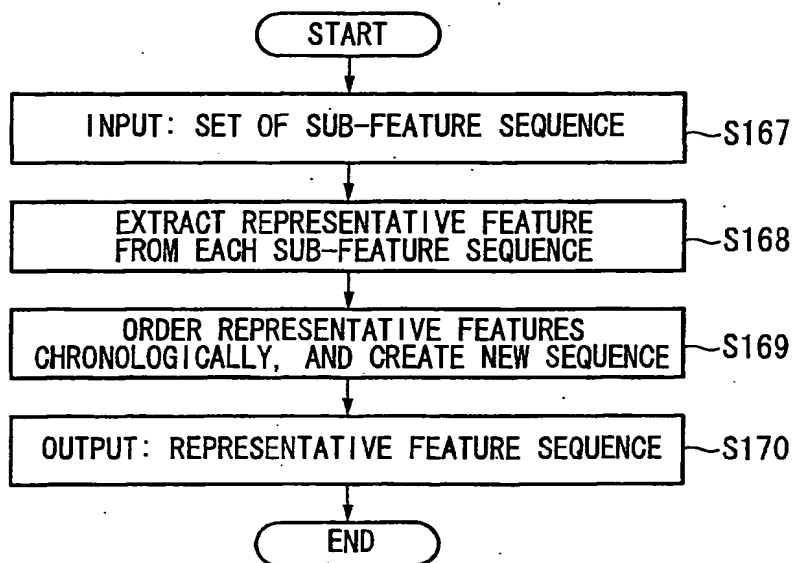 START
INPUT: SET OF SUB-FEATURE SEQUENCE
S167
EXTRACT REPRESENTATIVE FEATURE
FROM EACH SUB-FEATURE SEQUENCE
S168
ORDER REPRESENTATIVE FEATURES
CHRONOLOGICALLY, AND CREATE NEW SEQUENCE
S169
OUTPUT: REPRESENTATIVE FEATURE SEQUENCE
S170
END